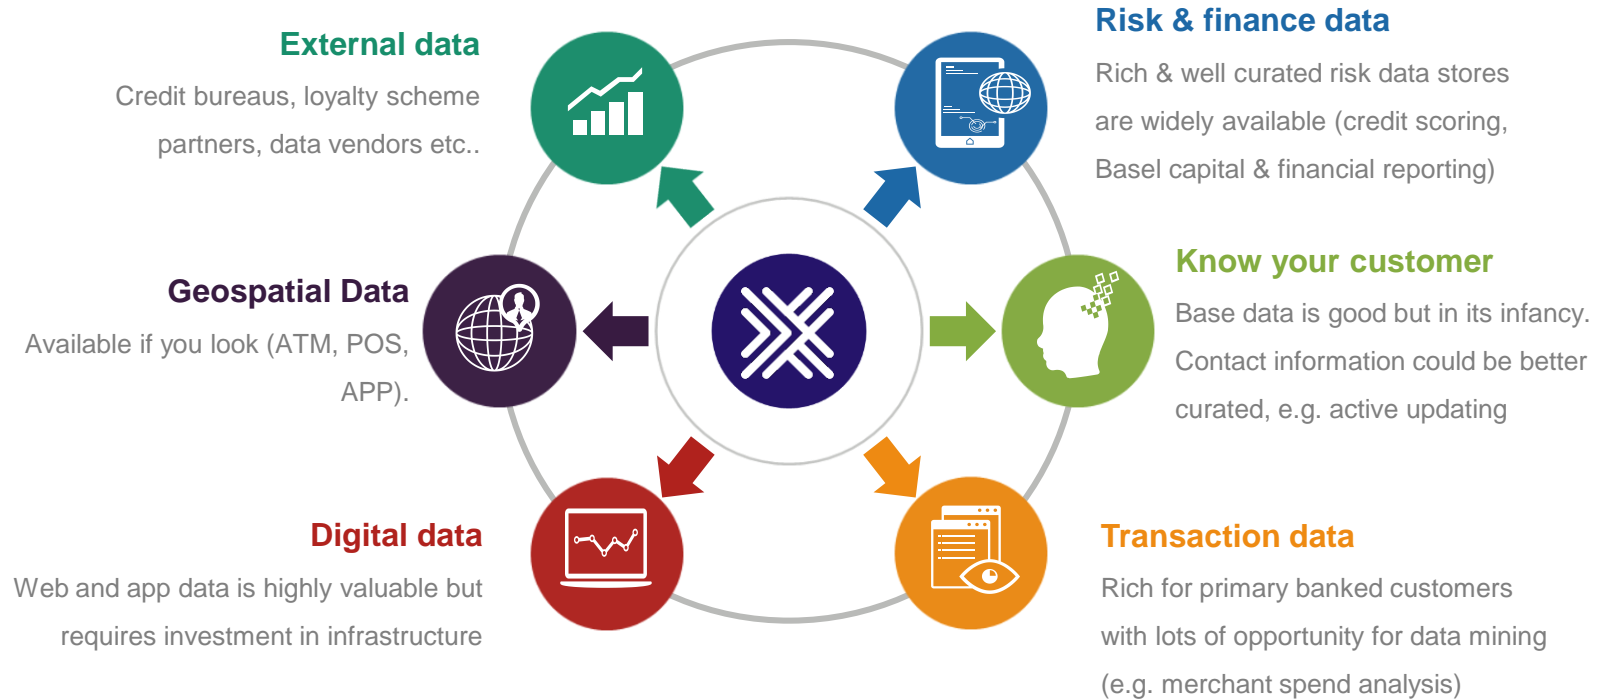 External data
Credit bureaus, loyalty scheme
partners, data vendors etc..
Risk & finance data
Rich & well curated risk data stores
are widely available (credit scoring,
Basel capital & financial reporting)
Geospatial Data
Available if you look (ATM, POS,
APP).
Know your customer
Base data is good but in its infancy.
Contact information could be better
curated, e.g. active updating
Digital data
Web and app data is highly valuable but
requires investment in infrastructure
Transaction data
Rich for primary banked customers
with lots of opportunity for data mining
(e.g. merchant spend analysis)